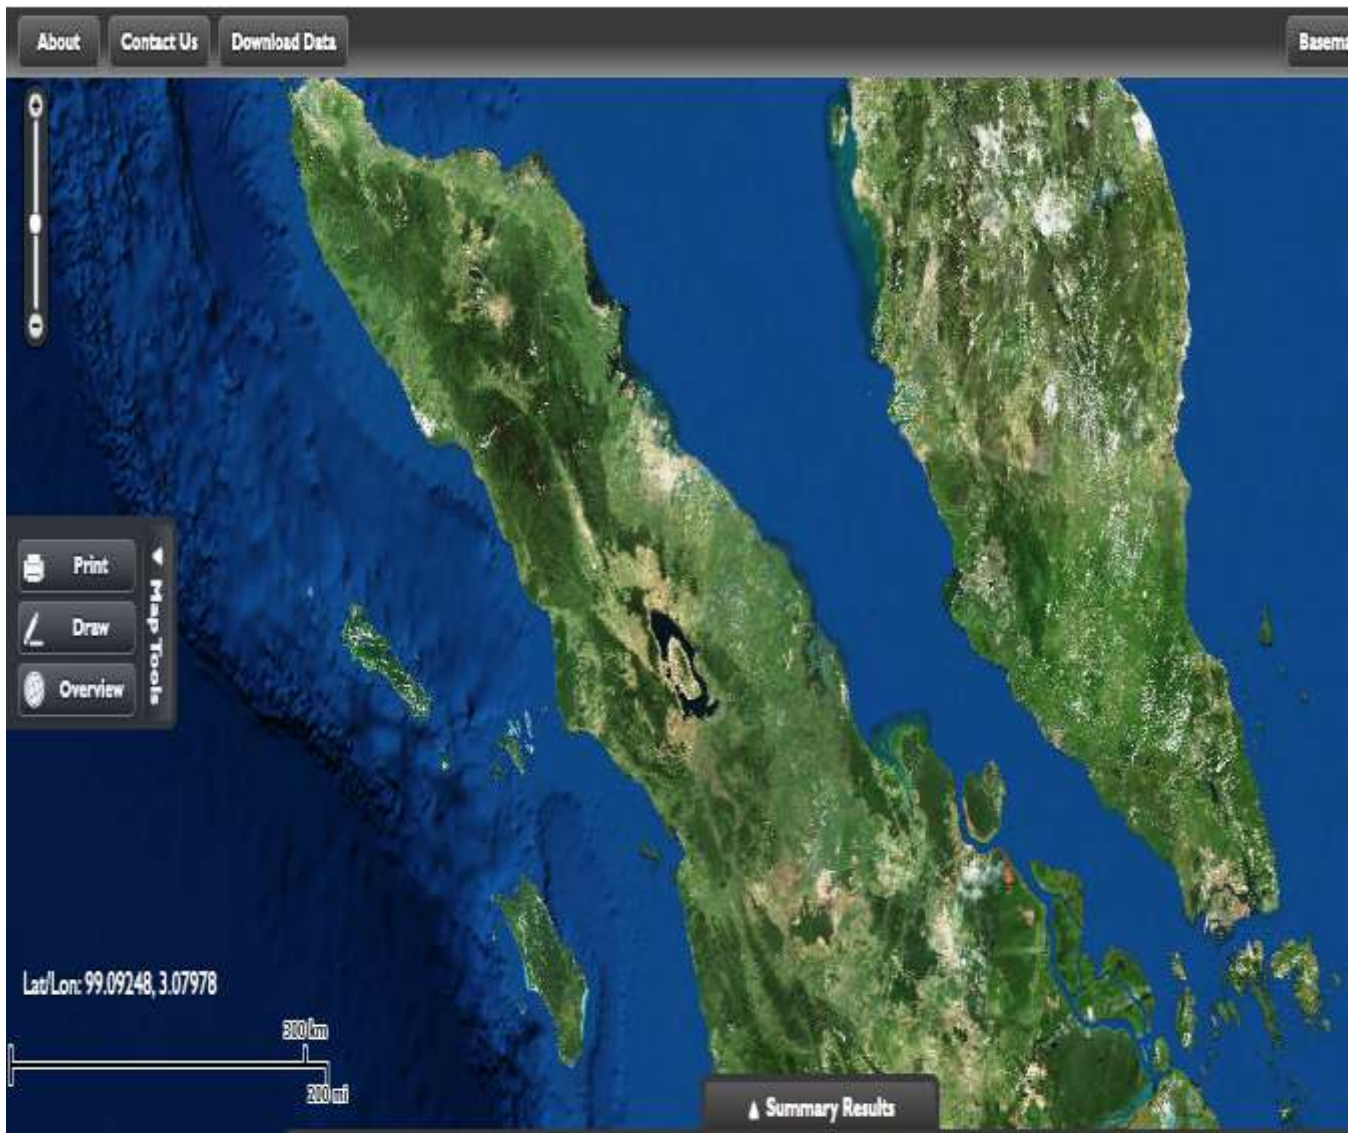 About
Contact Us
Download Data
Basema
Print
Draw
Overview
Map Tools
Lat/Lon: 99.09248, 3.07978
300 km
200 mi
Summary Results